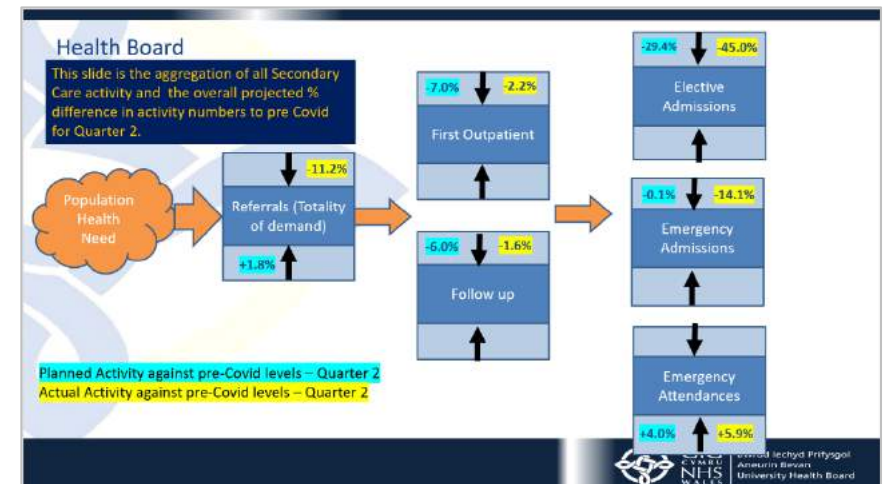 Health Board
This slide is the aggregation of all Secondary
Care activity and the overall projected %
difference in activity numbers to pre Covid
for Quarter 2.
Population
Health
Need
-11.2%
Referrals (Totality
of demand)
+1.8%
-7.0% -2.2%
First Outpatient
-6.0% -1.6%
Follow up
-29.4% -45.0%
Elective
Admissions
-0.1% -14.1%
Emergency
Admissions
Emergency
Attendances
+4.0% +5.9%
Planned Activity against pre-Covid levels – Quarter 2
Actual Activity against pre-Covid levels – Quarter 2
CYMRU
NHS
WALES
Iechyd Prifysgol
Aneurin Bevan
University Health Board